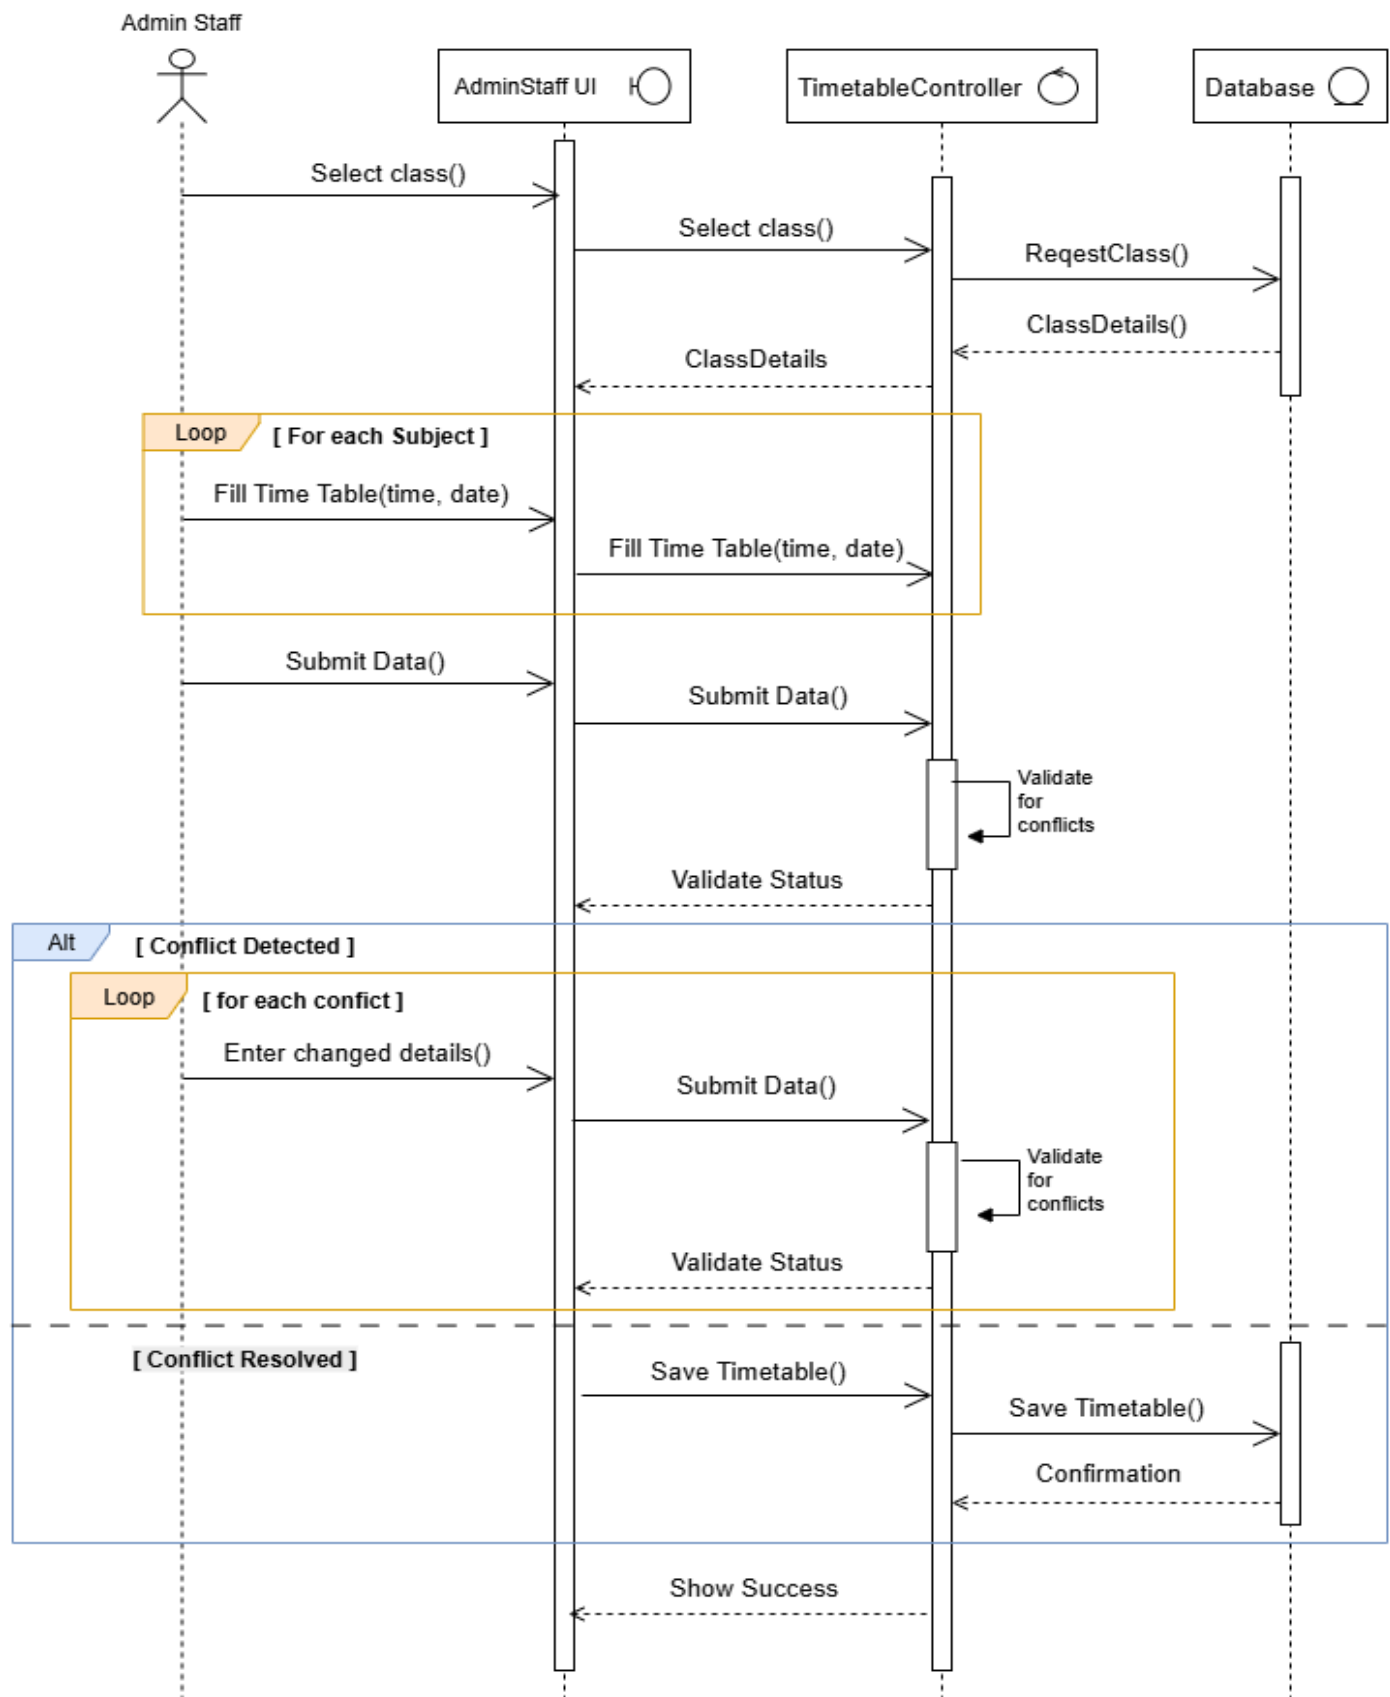 Admin Staff
AdminStaff UI
TimetableController
Database
Select class()
Select class()
ReqestClass()
ClassDetails()
ClassDetails
Loop
[ For each Subject ]
Fill Time Table(time, date)
Fill Time Table(time, date)
Submit Data()
Submit Data()
Validate
for
conflicts
Validate Status
Alt
[ Conflict Detected ]
Loop
[ for each confict ]
Enter changed details()
Submit Data()
Validate
for
conflicts
Validate Status
[ Conflict Resolved ]
Save Timetable()
Save Timetable()
Confirmation
Show Success